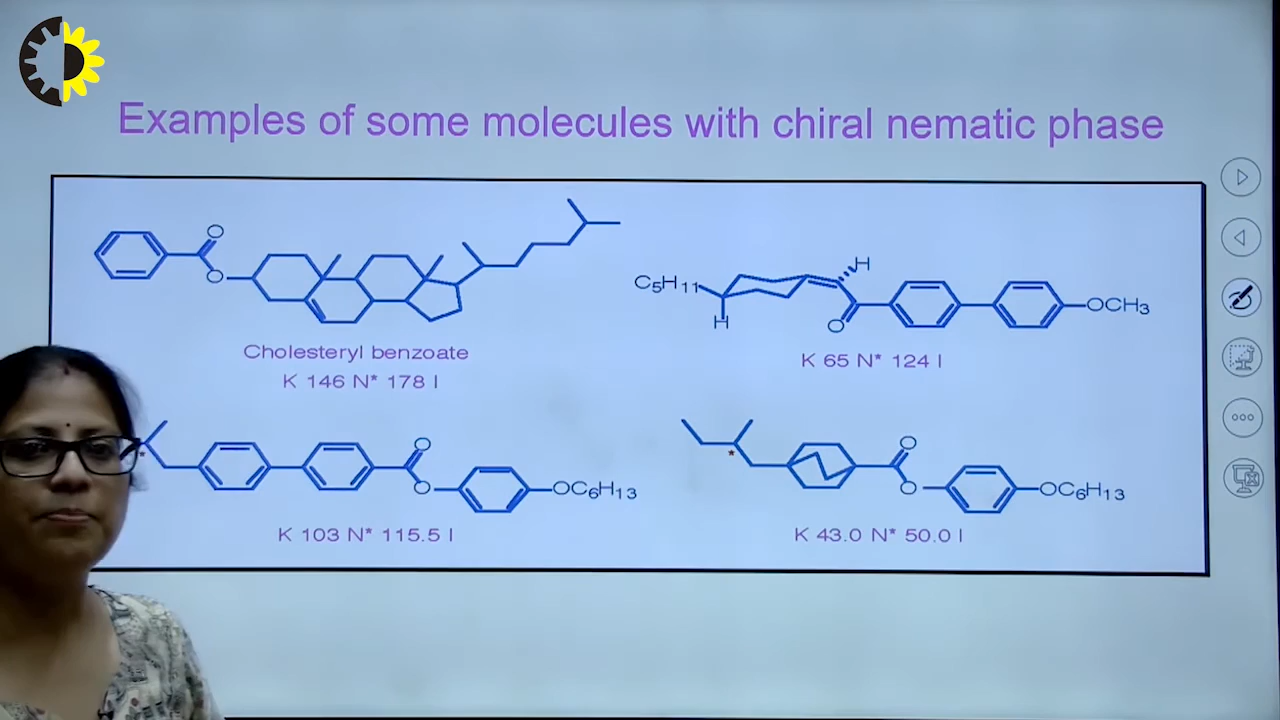 Examples of some molecules with chiral nematic phase
O
O
Cholesteryl benzoate
K 146 N* 178 I
C5H11
H
H
O
OCH3
K 65 N* 124 I
*
O
O
OC6H13
K 103 N* 115.5 I
*
O
O
OC6H13
K 43.0 N* 50.0 I